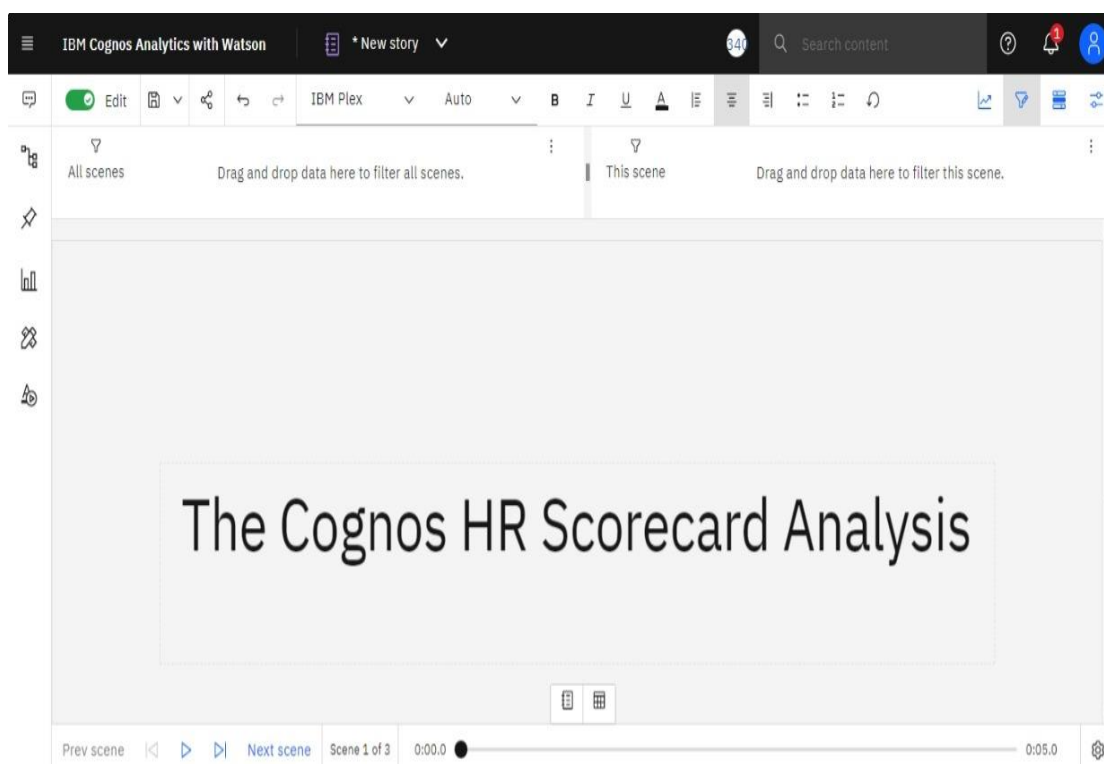 IBM Cognos Analytics with Watson
* New story
340
Search content
1
Edit
IBM Plex
Auto
B I U A
All scenes
Drag and drop data here to filter all scenes.
This scene
Drag and drop data here to filter this scene.
The Cognos HR Scorecard Analysis
Prev scene
Next scene
Scene 1 of 3
0:00.0
0:05.0